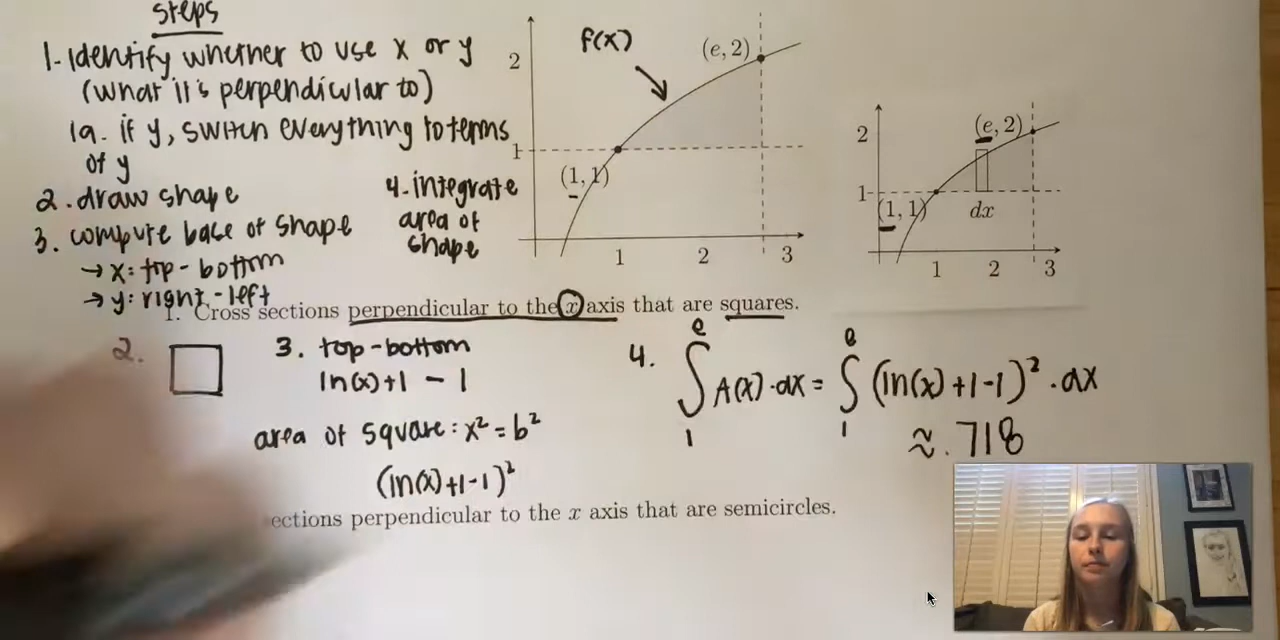 steps
1. Identify whether to use x or y
(what it's perpendicular to)
1a. if y, switch everything to terms
of y
2. draw shape
3. compute base of shape
→ x: top - bottom
→ y: right - left
4. integrate
area of
shape
f(x)
(e, 2)
2
1
(1, 1)
1 2 3
(e, 2)
2
1
(1, 1)
dx
1 2 3
1. Cross sections perpendicular to the x axis that are squares.
2.
3. top - bottom
ln(x)+1 - 1
area of square: x² = b²
(ln(x)+1-1)²
4. ∫₁ᵉ A(x)·dx = ∫₁ᵉ (ln(x)+1-1)²·dx
≈ .718
ections perpendicular to the x axis that are semicircles.